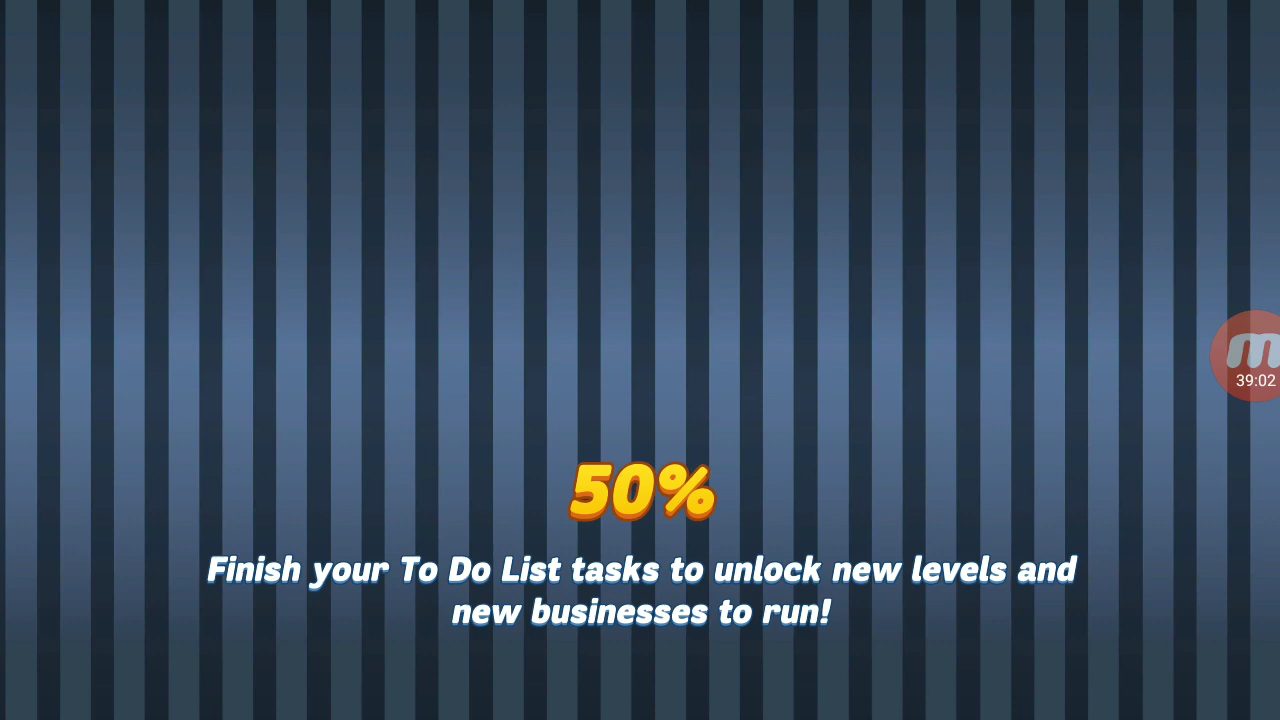 39:02
50%
Finish your To Do List tasks to unlock new levels and
new businesses to run!